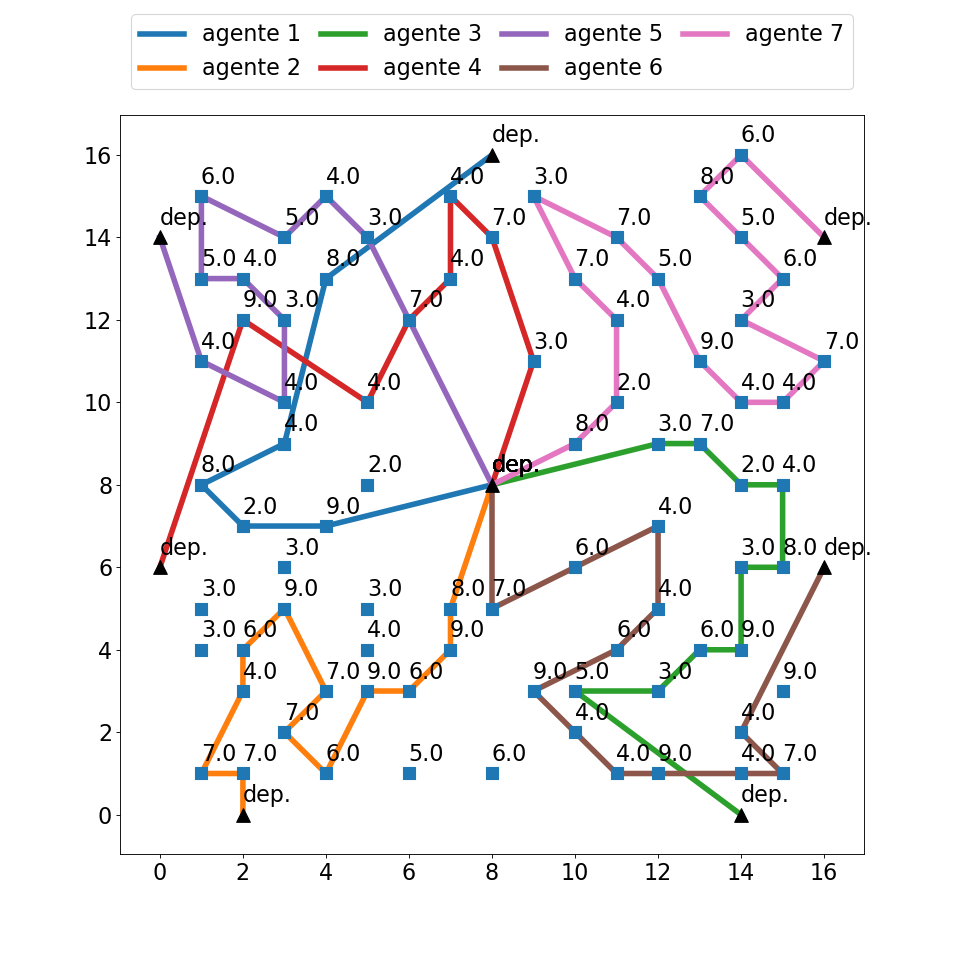 agente 1 agente 3 agente 5 agente 7
agente 2 agente 4 agente 6
dep. 6.0
16
6.0 4.0 4.0 3.0 8.0
dep. 5.0 3.0 7.0 7.0 5.0 dep.
14
5.0 4.0 8.0 4.0 7.0 5.0 6.0
9.0 3.0 7.0 4.0 3.0
12
4.0 3.0 9.0 7.0
4.0 4.0 2.0 4.0 4.0
10
4.0 8.0 3.0 7.0
8.0 2.0 dep. 2.0 4.0
8
2.0 9.0 4.0
dep. 3.0 6.0 3.0 8.0 dep.
6
3.0 9.0 3.0 8.0 7.0 4.0
3.0 6.0 4.0 9.0 6.0 6.0 9.0
4
4.0 7.0 9.0 6.0 9.0 5.0 3.0 9.0
7.0 4.0 4.0
2
7.0 7.0 6.0 5.0 6.0 4.0 9.0 4.0 7.0
dep. dep.
0
0 2 4 6 8 10 12 14 16